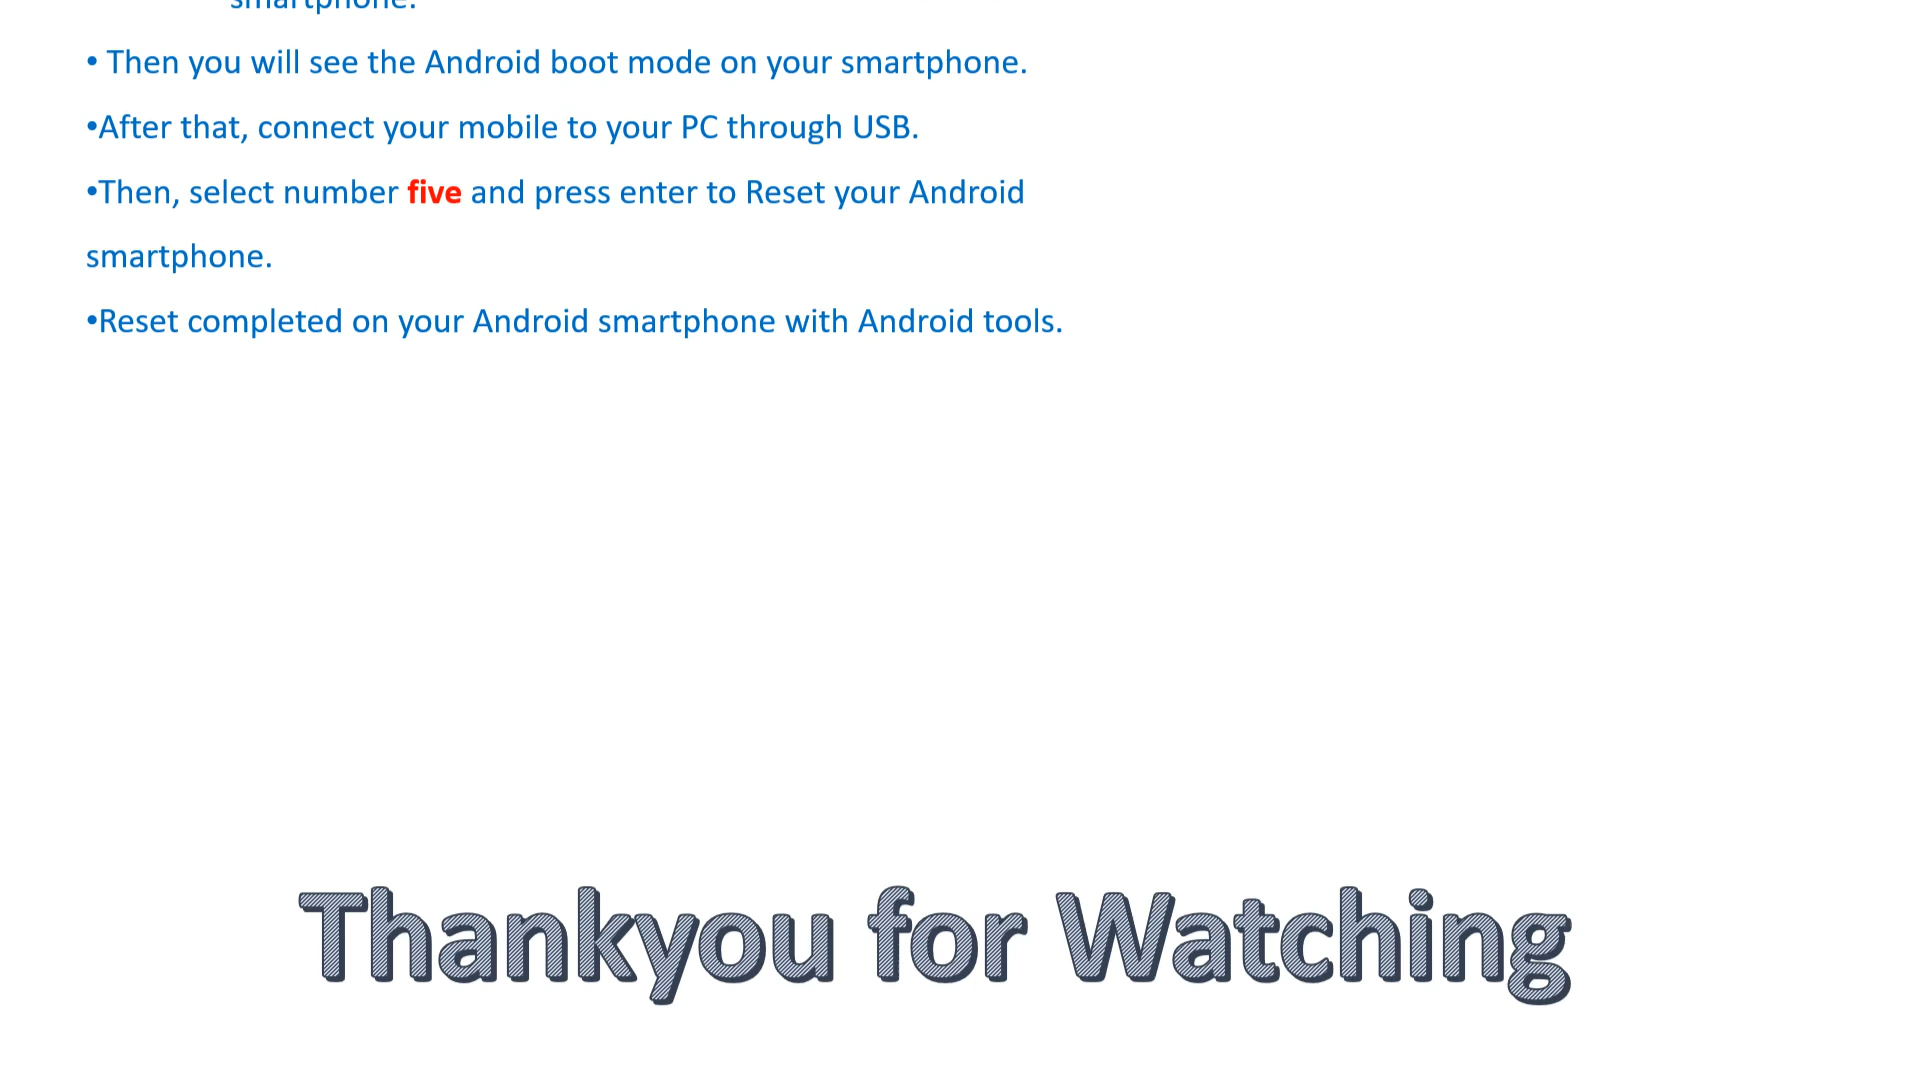 smartphone.
• Then you will see the Android boot mode on your smartphone.
•After that, connect your mobile to your PC through USB.
•Then, select number five and press enter to Reset your Android
smartphone.
•Reset completed on your Android smartphone with Android tools.
Thankyou for Watching